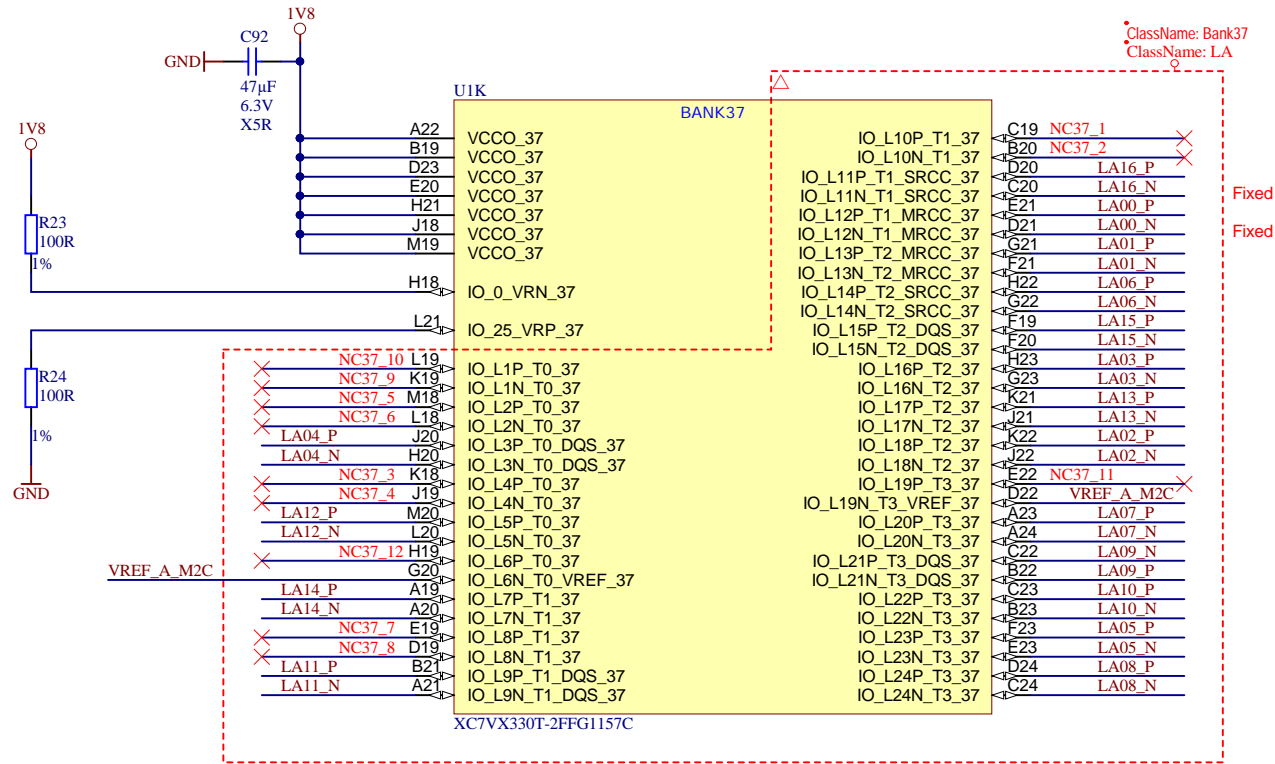 1V8
C92
GND
47µF
6.3V
X5R
1V8
R23
100R
1%
R24
100R
1%
GND
ClassName: Bank37
ClassName: LA
Fixed
Fixed
U1K
BANK37
A22 VCCO_37
B19 VCCO_37
D23 VCCO_37
E20 VCCO_37
H21 VCCO_37
J18 VCCO_37
M19 VCCO_37
H18 IO_0_VRN_37
L21 IO_25_VRP_37
NC37_10 L19 IO_L1P_T0_37
NC37_9 K19 IO_L1N_T0_37
NC37_5 M18 IO_L2P_T0_37
NC37_6 L18 IO_L2N_T0_37
LA04_P J20 IO_L3P_T0_DQS_37
LA04_N H20 IO_L3N_T0_DQS_37
NC37_3 K18 IO_L4P_T0_37
NC37_4 J19 IO_L4N_T0_37
LA12_P M20 IO_L5P_T0_37
LA12_N L20 IO_L5N_T0_37
NC37_12 H19 IO_L6P_T0_37
VREF_A_M2C G20 IO_L6N_T0_VREF_37
LA14_P A19 IO_L7P_T1_37
LA14_N A20 IO_L7N_T1_37
NC37_7 E19 IO_L8P_T1_37
NC37_8 D19 IO_L8N_T1_37
LA11_P B21 IO_L9P_T1_DQS_37
LA11_N A21 IO_L9N_T1_DQS_37
IO_L10P_T1_37 C19 NC37_1
IO_L10N_T1_37 B20 NC37_2
IO_L11P_T1_SRCC_37 D20 LA16_P
IO_L11N_T1_SRCC_37 C20 LA16_N
IO_L12P_T1_MRCC_37 E21 LA00_P
IO_L12N_T1_MRCC_37 D21 LA00_N
IO_L13P_T2_MRCC_37 G21 LA01_P
IO_L13N_T2_MRCC_37 F21 LA01_N
IO_L14P_T2_SRCC_37 H22 LA06_P
IO_L14N_T2_SRCC_37 G22 LA06_N
IO_L15P_T2_DQS_37 F19 LA15_P
IO_L15N_T2_DQS_37 F20 LA15_N
IO_L16P_T2_37 H23 LA03_P
IO_L16N_T2_37 G23 LA03_N
IO_L17P_T2_37 K21 LA13_P
IO_L17N_T2_37 J21 LA13_N
IO_L18P_T2_37 K22 LA02_P
IO_L18N_T2_37 J22 LA02_N
IO_L19P_T3_37 E22 NC37_11
IO_L19N_T3_VREF_37 D22 VREF_A_M2C
IO_L20P_T3_37 A23 LA07_P
IO_L20N_T3_37 A24 LA07_N
IO_L21P_T3_DQS_37 C22 LA09_N
IO_L21N_T3_DQS_37 B22 LA09_P
IO_L22P_T3_37 C23 LA10_P
IO_L22N_T3_37 B23 LA10_N
IO_L23P_T3_37 F23 LA05_P
IO_L23N_T3_37 E23 LA05_N
IO_L24P_T3_37 D24 LA08_P
IO_L24N_T3_37 C24 LA08_N
XC7VX330T-2FFG1157C